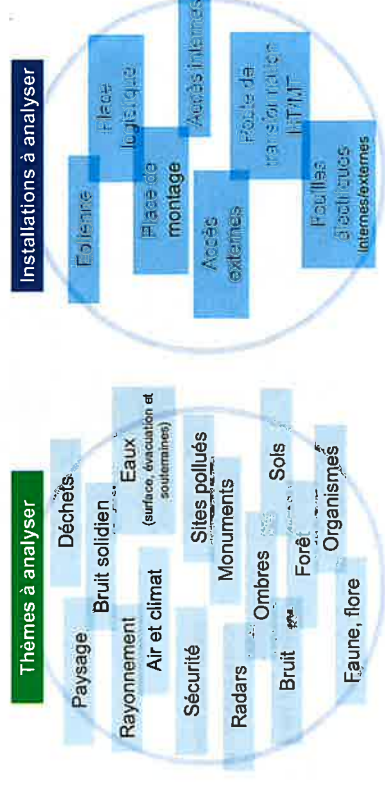 Thèmes à analyser
Paysage
Déchets
Bruit solidien
Rayonnement
Eaux
(surface, évacuation et
souterraines)
Air et climat
Sécurité
Sites pollués
Monuments
Radars
Ombres
Sols
Bruit
Forêt
Organismes
Faune, flore
Installations à analyser
Eolienne
Place
logistique
Place de
montage
Accès internes
Accès
externes
Poste de
transformation
HT/MT
Fouilles
électriques
Internes/externes